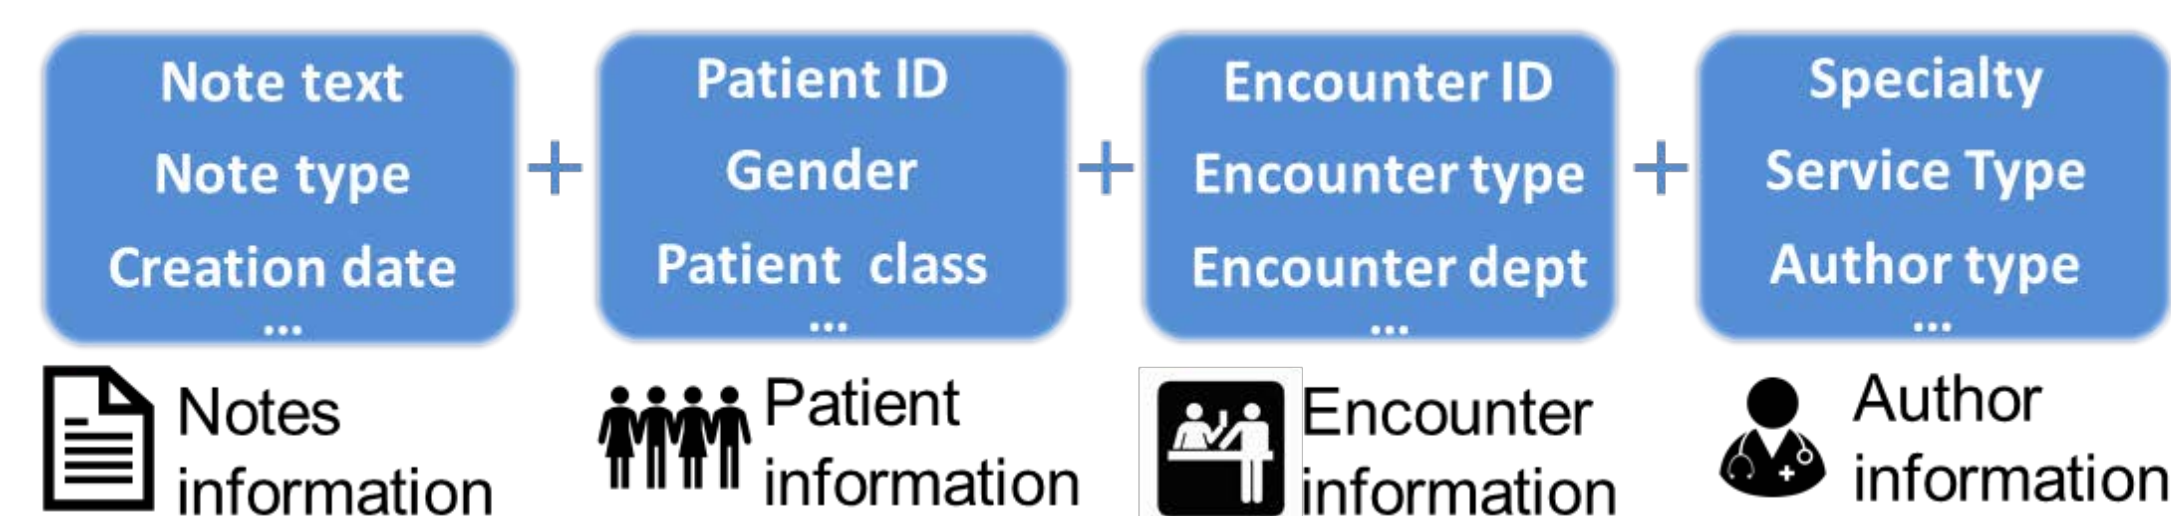 Note text
Note type
Creation date
...
+
Patient ID
Gender
Patient class
...
+
Encounter ID
Encounter type
Encounter dept
...
+
Specialty
Service Type
Author type
...
Notes
information
Patient
information
Encounter
information
Author
information